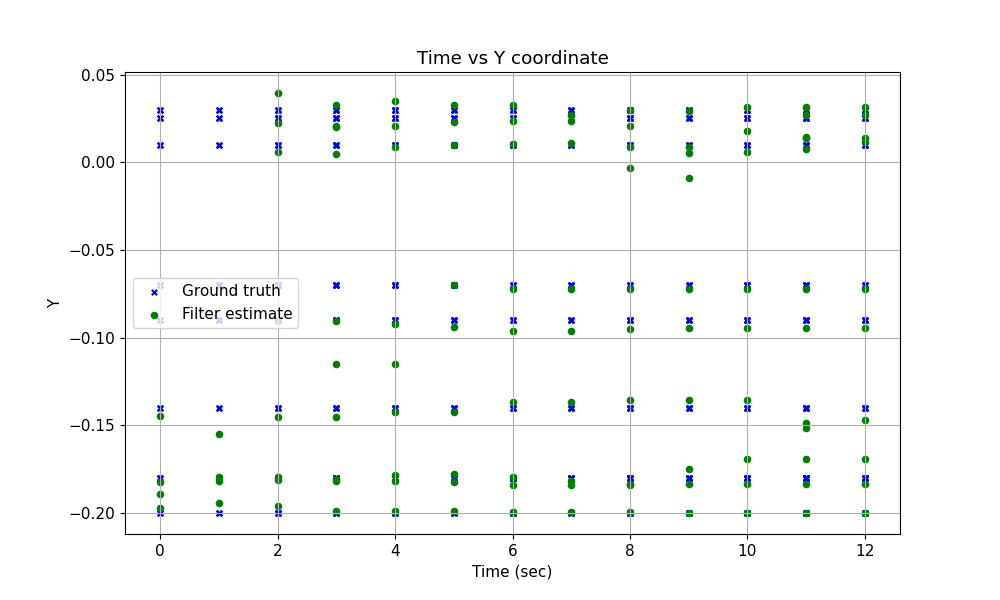 Time vs Y coordinate
0.05
0.00
−0.05
−0.10
−0.15
−0.20
Y
Ground truth
Filter estimate
0 2 4 6 8 10 12
Time (sec)